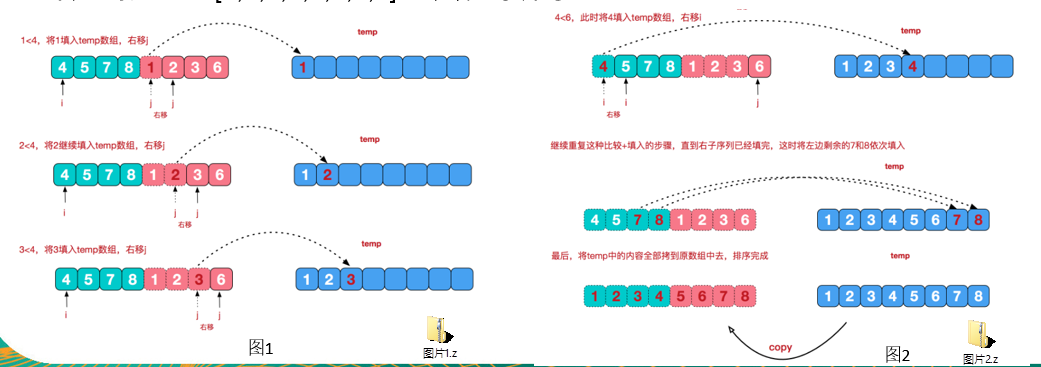 1<4，将1填入temp数组，右移j
temp
4 5 7 8 1 2 3 6
1
i
j
j
右移
2<4，将2继续填入temp数组，右移j
temp
4 5 7 8 1 2 3 6
1 2
i
j
j
右移
3<4，将3填入temp数组，右移j
temp
4 5 7 8 1 2 3 6
1 2 3
i
j
j
右移
图1
图片1.z
4<6，此时将4填入temp数组，右移i
temp
4 5 7 8 1 2 3 6
1 2 3 4
i
i
j
右移
继续重复这种比较+填入的步骤，直到右子序列已经填完，这时将左边剩余的7和8依次填入
temp
4 5 7 8 1 2 3 6
1 2 3 4 5 6 7 8
最后，将temp中的内容全部拷到原数组中去，排序完成
temp
1 2 3 4 5 6 7 8
1 2 3 4 5 6 7 8
copy
图2
图片2.z